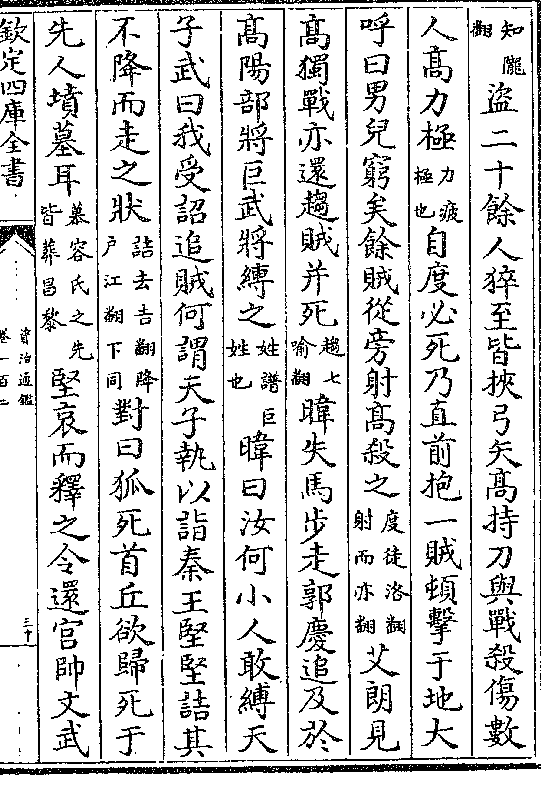 知隴翻盜二十餘人猝至皆挾弓矢髙持刀與戰殺傷數
人髙力極力疲極也自度必死乃直前抱一賊頓擊于地大
呼曰男兒窮矣餘賊從旁射髙殺之度徒洛翻射而亦翻艾朗見
髙獨戰亦還趨賊并死趨七喻翻暐失馬步走郭慶追及於
髙陽部將巨武將縛之姓譜巨姓也暐曰汝何小人敢縛天
子武曰我受詔追賊何謂天子執以詣秦王堅堅詰其
不降而走之狀詰去吉翻降户江翻下同對曰狐死首丘欲歸死于
先人墳墓耳慕容氏之先皆葬昌黎堅哀而釋之令還宫帥文武
欽定四庫全書
資治通鑑
卷一百二
三十